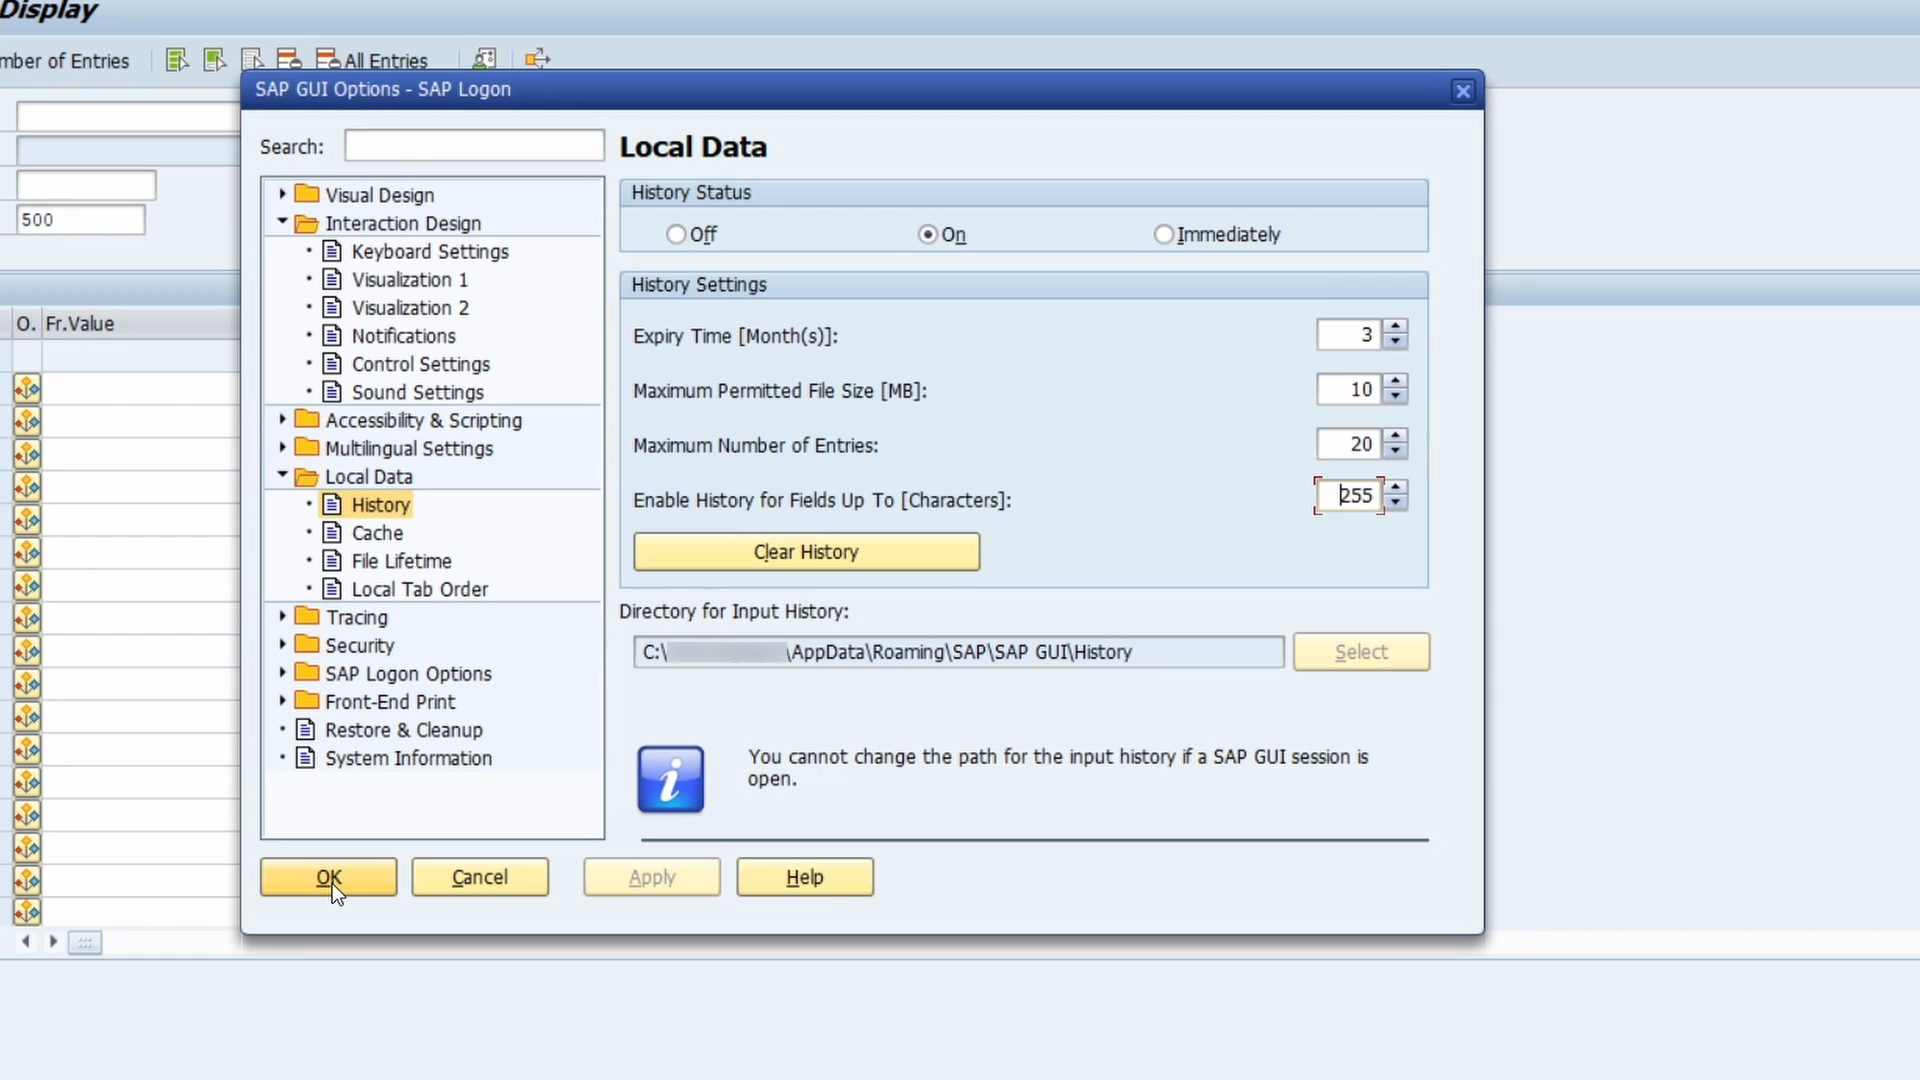 Display
mber of Entries
All Entries
500
O. Fr.Value
SAP GUI Options - SAP Logon
Search:
Visual Design
Interaction Design
Keyboard Settings
Visualization 1
Visualization 2
Notifications
Control Settings
Sound Settings
Accessibility & Scripting
Multilingual Settings
Local Data
History
Cache
File Lifetime
Local Tab Order
Tracing
Security
SAP Logon Options
Front-End Print
Restore & Cleanup
System Information
Local Data
History Status
Off On Immediately
History Settings
Expiry Time [Month(s)]: 3
Maximum Permitted File Size [MB]: 10
Maximum Number of Entries: 20
Enable History for Fields Up To [Characters]: 255
Clear History
Directory for Input History:
C:\ \AppData\Roaming\SAP\SAP GUI\History Select
You cannot change the path for the input history if a SAP GUI session is
open.
OK Cancel Apply Help